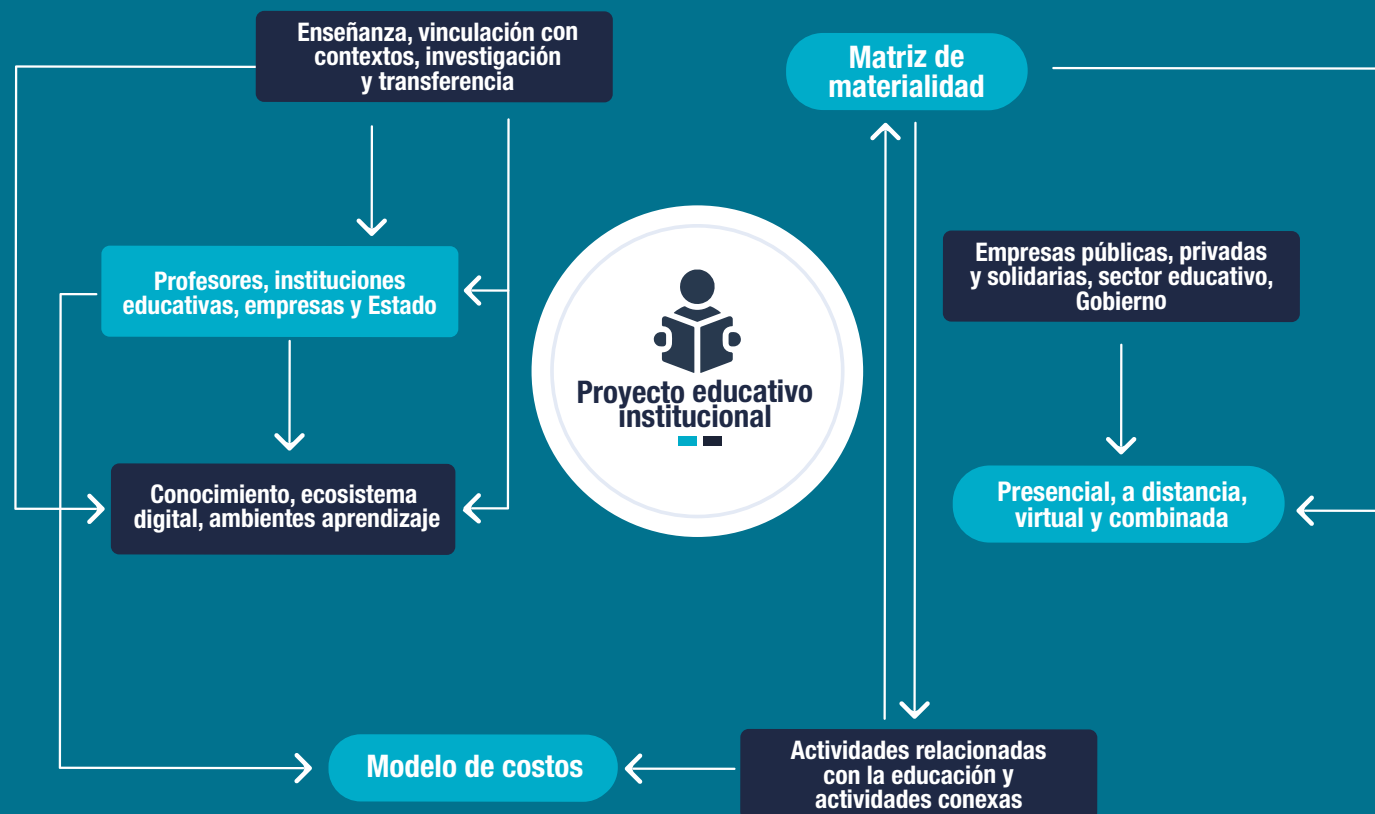 Enseñanza, vinculación con
contextos, investigación
y transferencia
Matriz de
materialidad
Profesores, instituciones
educativas, empresas y Estado
Empresas públicas, privadas
y solidarias, sector educativo,
Gobierno
Proyecto educativo
institucional
Conocimiento, ecosistema
digital, ambientes aprendizaje
Presencial, a distancia,
virtual y combinada
Modelo de costos
Actividades relacionadas
con la educación y
actividades conexas